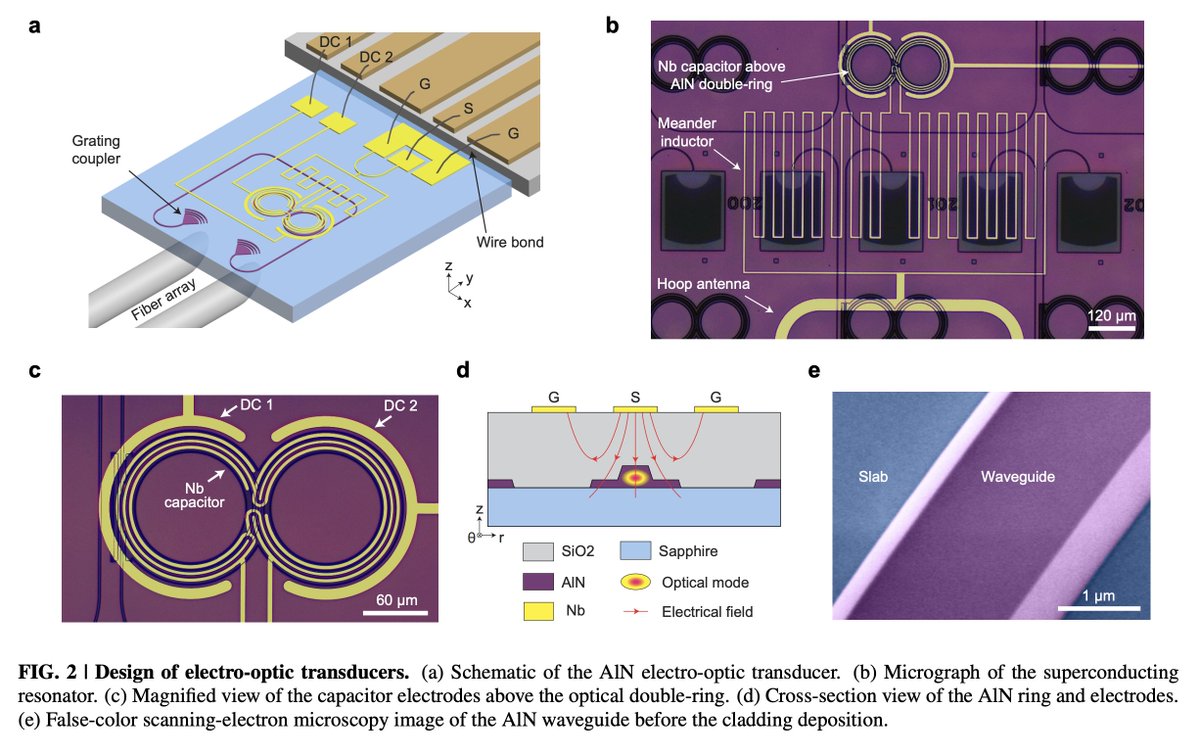 a
DC 1
DC 2
G
S
G
Grating
coupler
Wire bond
Fiber array
z
y
x
b
Nb capacitor above
AlN double-ring
Meander
inductor
Hoop antenna
120 µm
c
DC 1
DC 2
Nb
capacitor
60 µm
d
G S G
z
θ r
SiO2
Sapphire
AlN
Optical mode
Nb
Electrical field
e
Slab
Waveguide
1 µm
FIG. 2 | Design of electro-optic transducers. (a) Schematic of the AlN electro-optic transducer. (b) Micrograph of the superconducting
resonator. (c) Magnified view of the capacitor electrodes above the optical double-ring. (d) Cross-section view of the AlN ring and electrodes.
(e) False-color scanning-electron microscopy image of the AlN waveguide before the cladding deposition.